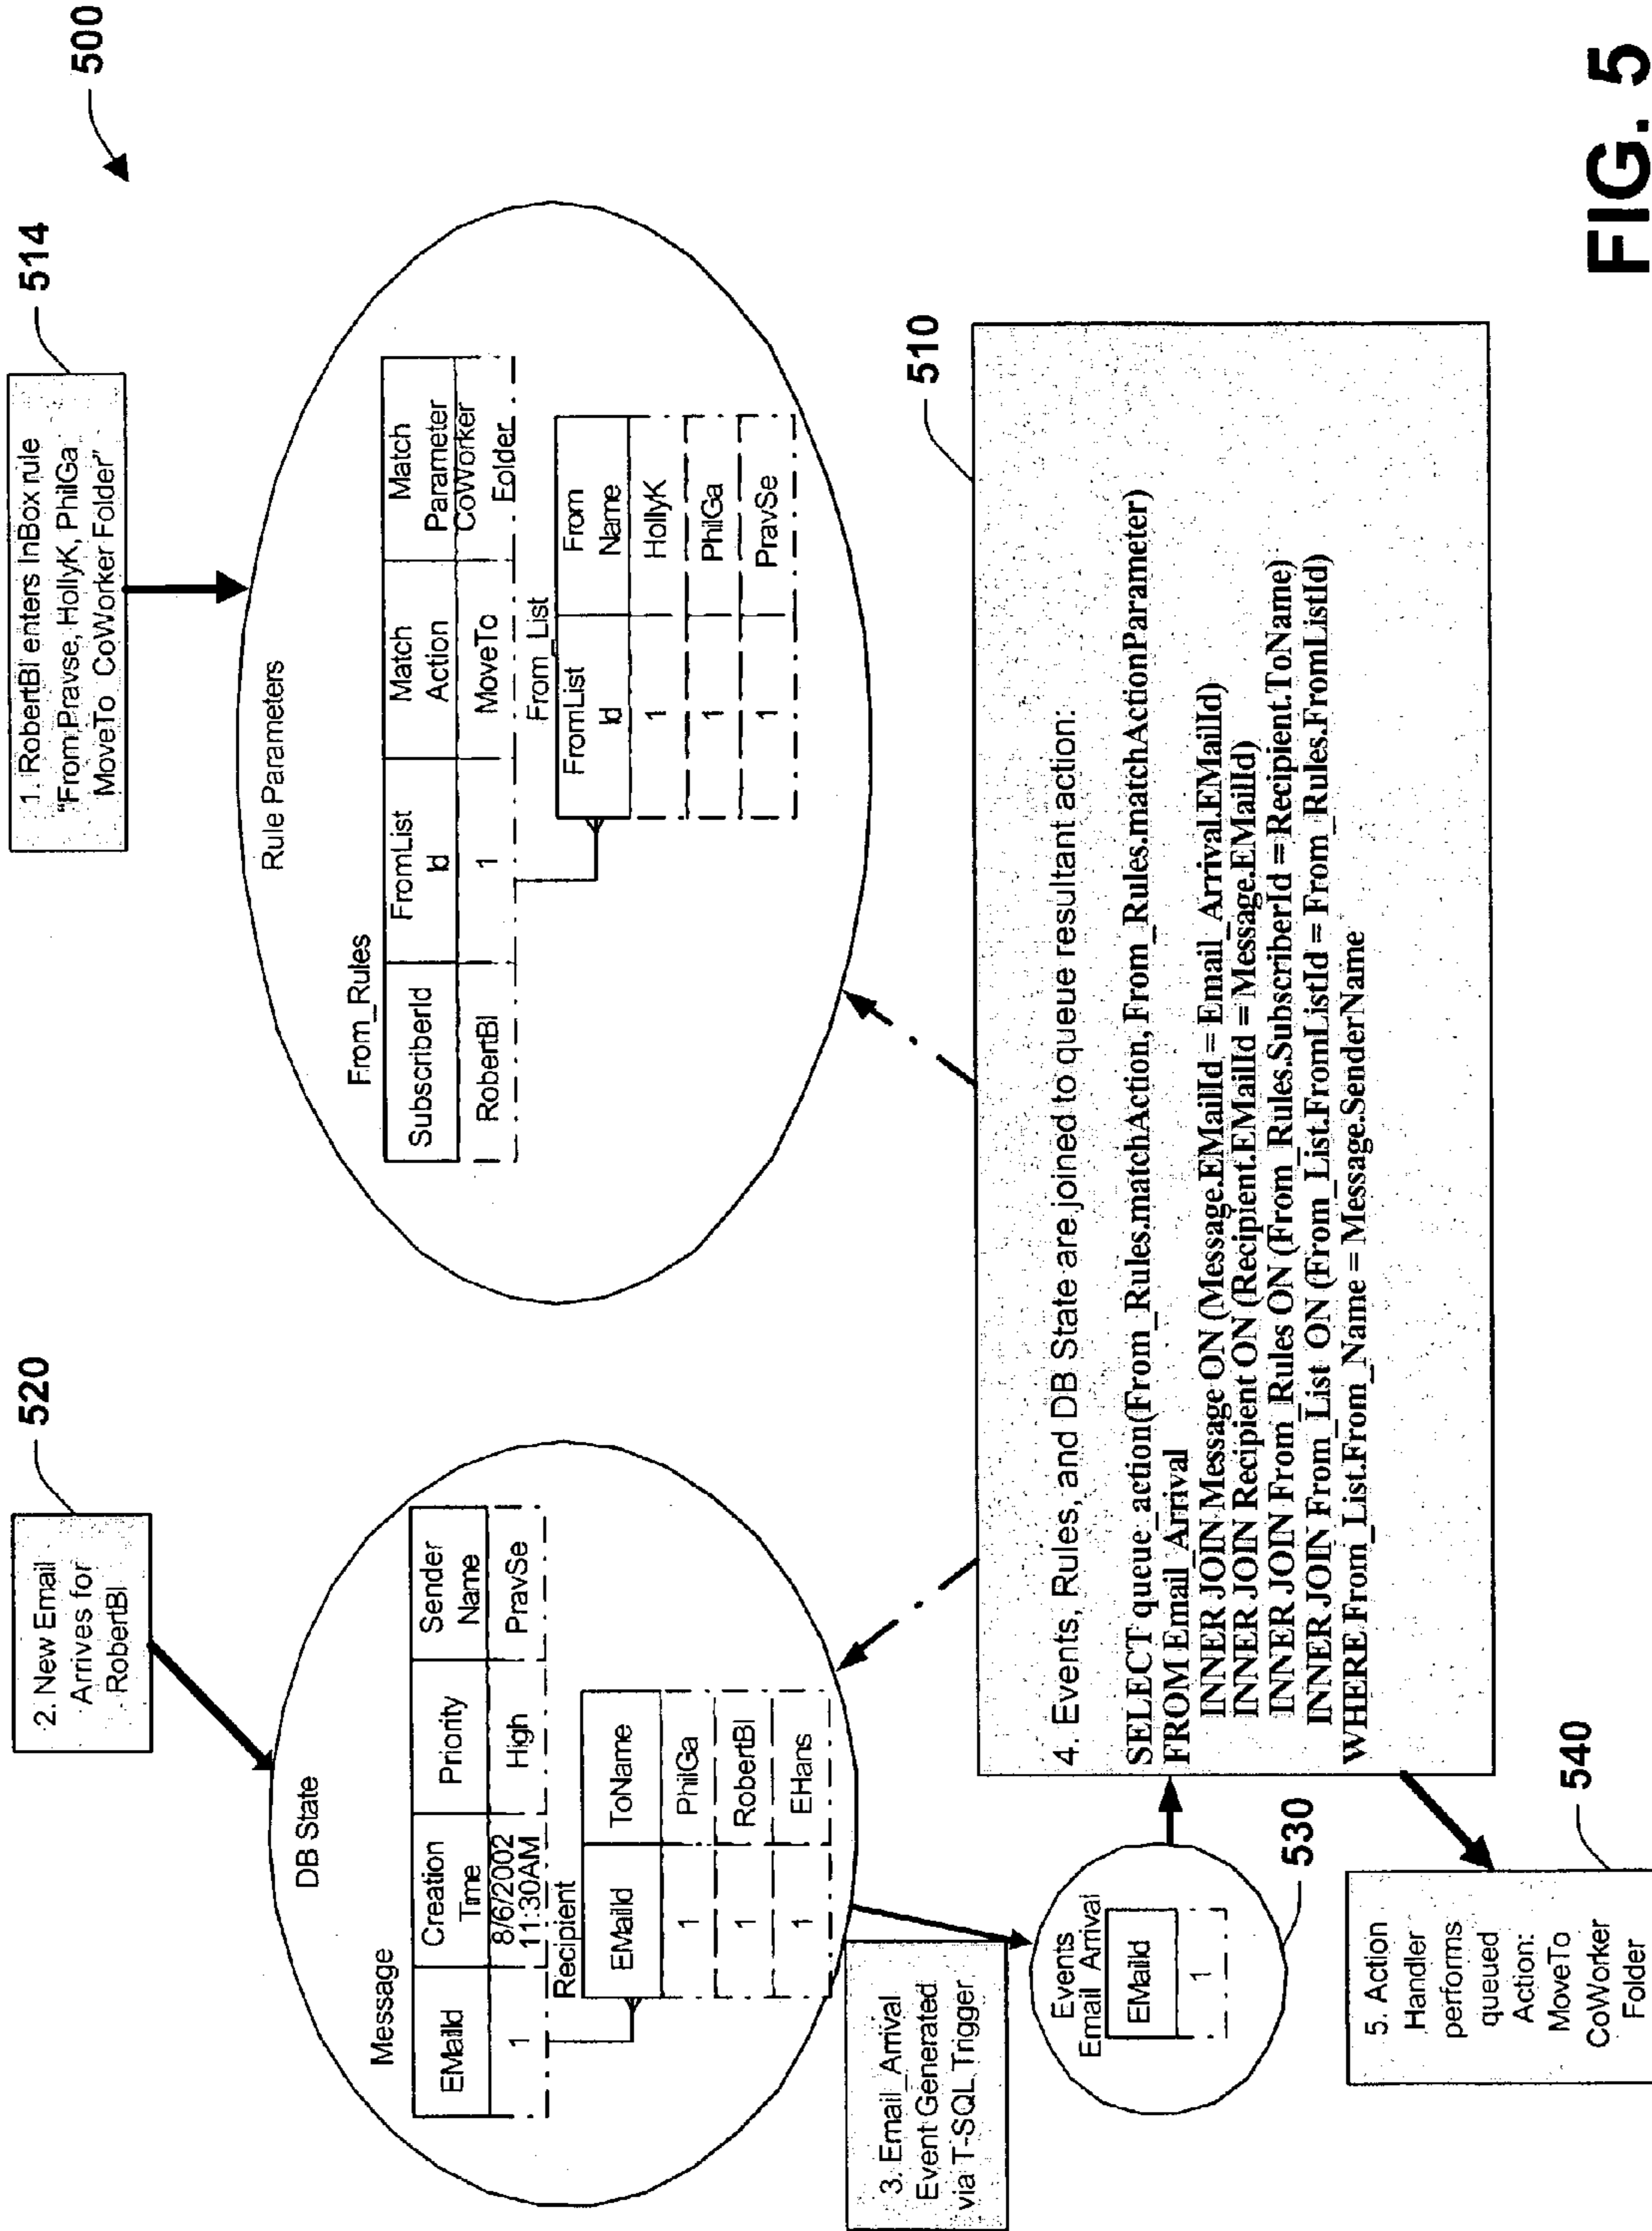 500
1. RobertBl enters InBox rule
"From Pravse, HollyK, PhilGa
MoveTo CoWorker Folder"
514
2. New Email
Arrives for
RobertBl
520
DB State
Message
EMailId
Creation
Time
Priority
Sender
Name
1
8/6/2002
11:30AM
High
PravSe
Recipient
EMailId
ToName
1
PhilGa
1
RobertBl
1
EHans
Rule Parameters
From_Rules
SubscriberId
FromList
Id
Match
Action
Match
Parameter
RobertBl
1
MoveTo
CoWorker
Folder
From_List
FromList
Id
From
Name
1
HollyK
1
PhilGa
1
PravSe
3. Email_Arrival
Event Generated
via T-SQL Trigger
Events
Email_Arrival
EMailId
1
530
510
4. Events, Rules, and DB State are joined to queue resultant action:
SELECT queue_action(From_Rules.matchAction, From_Rules.matchActionParameter)
FROM Email_Arrival
INNER JOIN Message ON (Message.EMailId = Email_Arrival.EMailId)
INNER JOIN Recipient ON (Recipient.EMailId = Message.EMailId)
INNER JOIN From_Rules ON (From_Rules.SubscriberId = Recipient.ToName)
INNER JOIN From_List ON (From_List.FromListId = From_Rules.FromListId)
WHERE From_List.From_Name = Message.SenderName
5. Action
Handler
performs
queued
Action:
MoveTo
CoWorker
Folder
540
FIG. 5